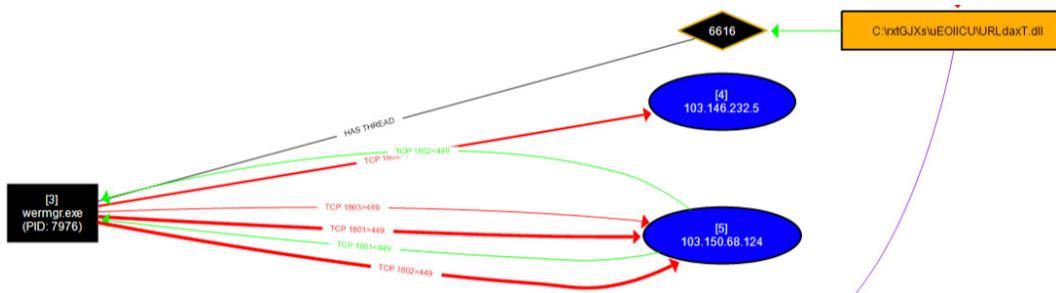 6616
C:\rxtGJXs\uEOIICU\URLdaxT.dll
[4]
103.146.232.5
HAS THREAD
TCP 1802<449
[3]
wermgr.exe
(PID: 7976)
TCP 1803>449
TCP 1801>449
TCP 1801<449
TCP 1802>449
[5]
103.150.68.124